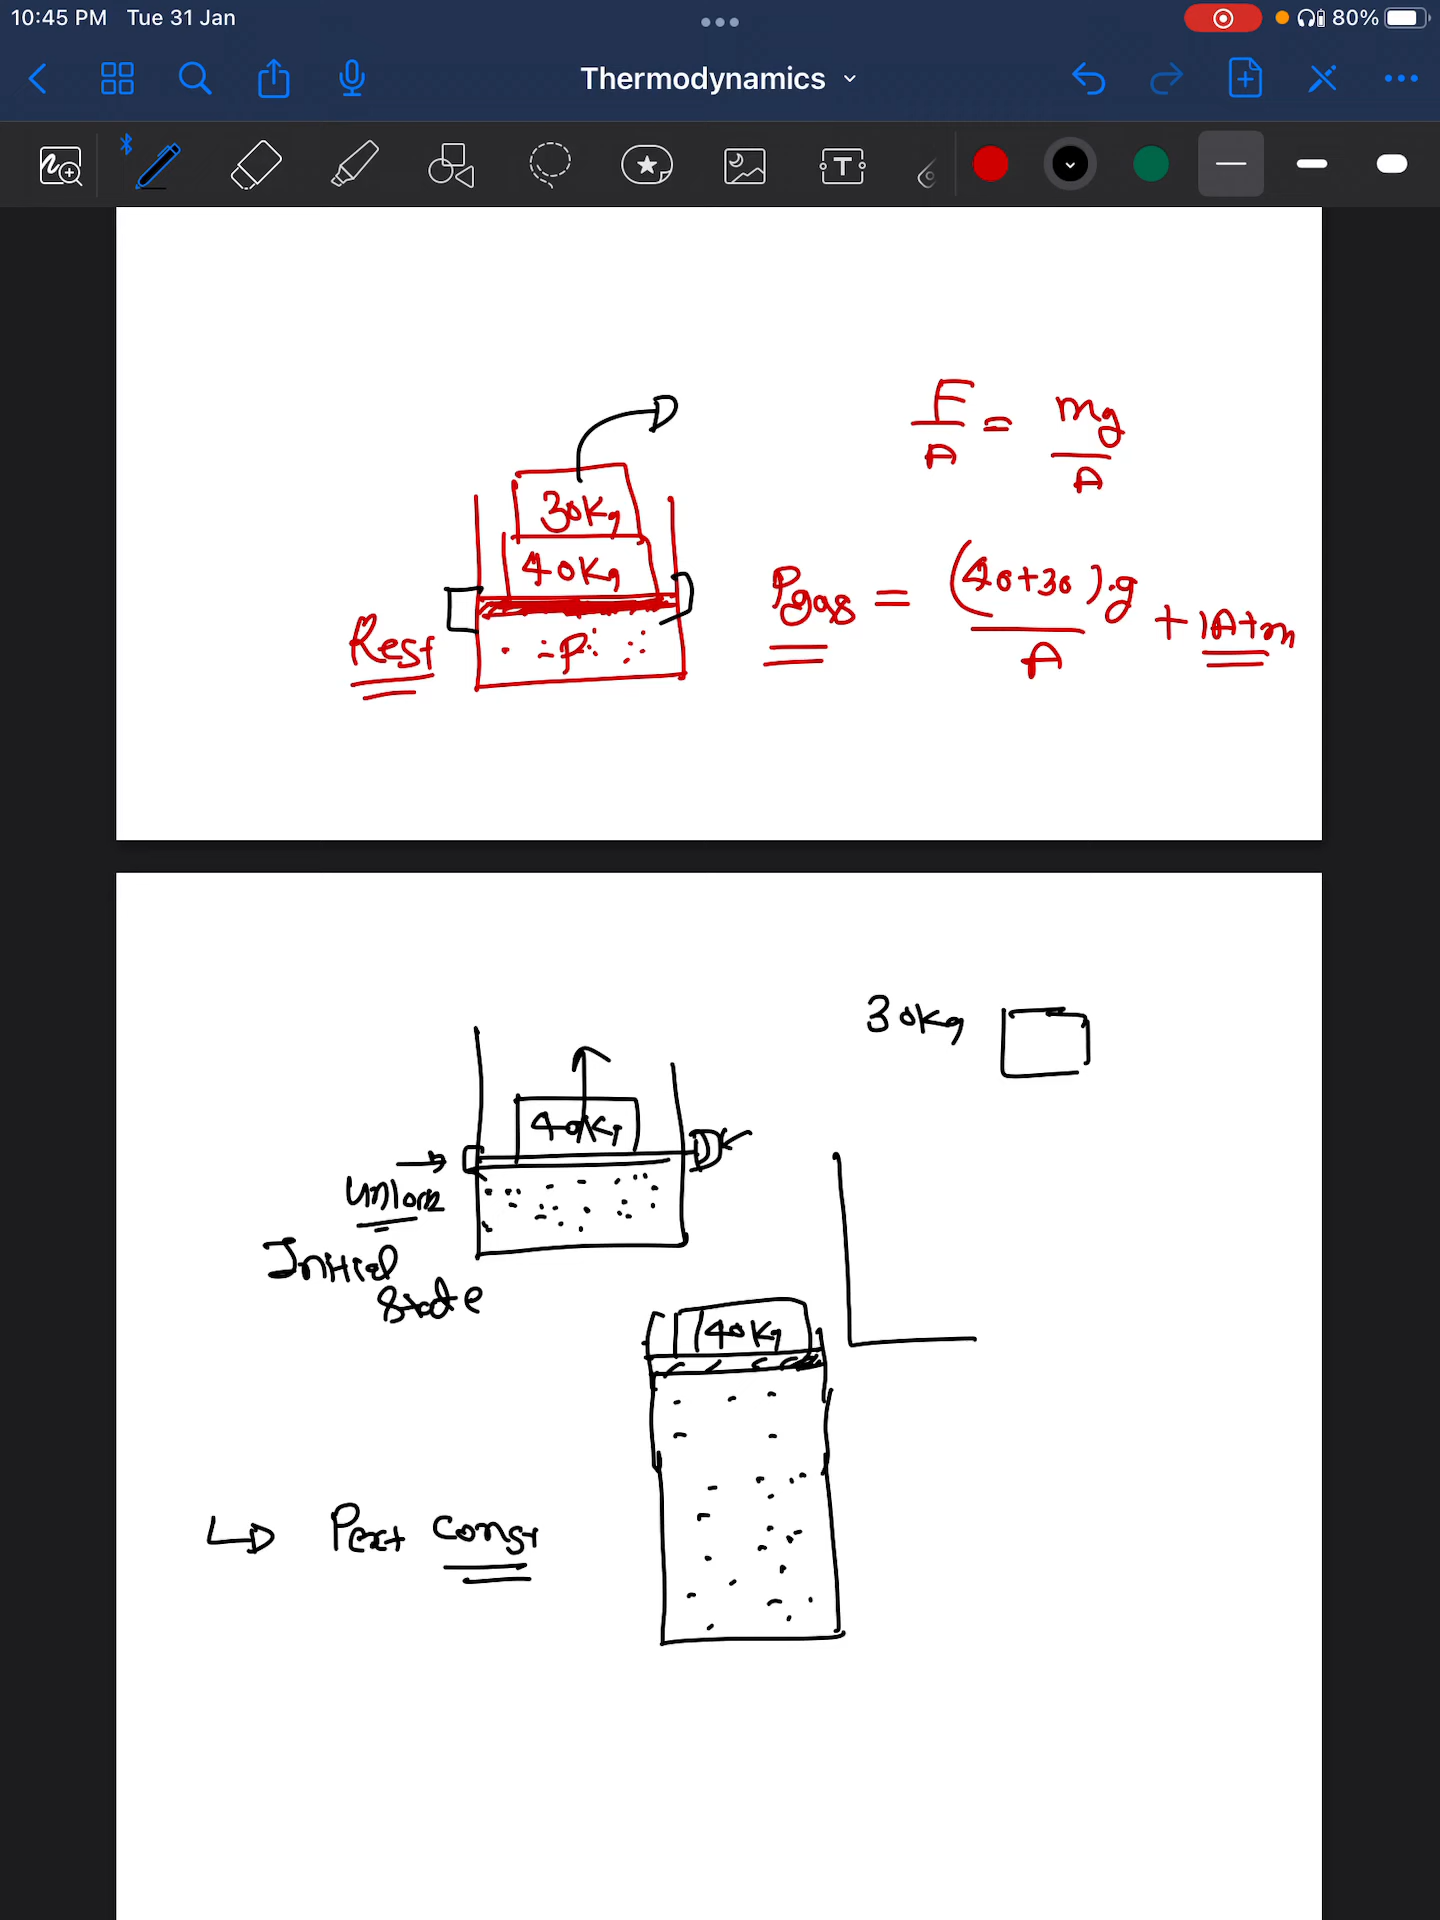 10:45 PM Tue 31 Jan
80%
Thermodynamics
T
F/A = mg/A
30Kg
40Kg
Rest
P
Pgas = (40+30).g/A + 1Atm
30Kg
40Kg
Initial
State
40Kg
Pext const